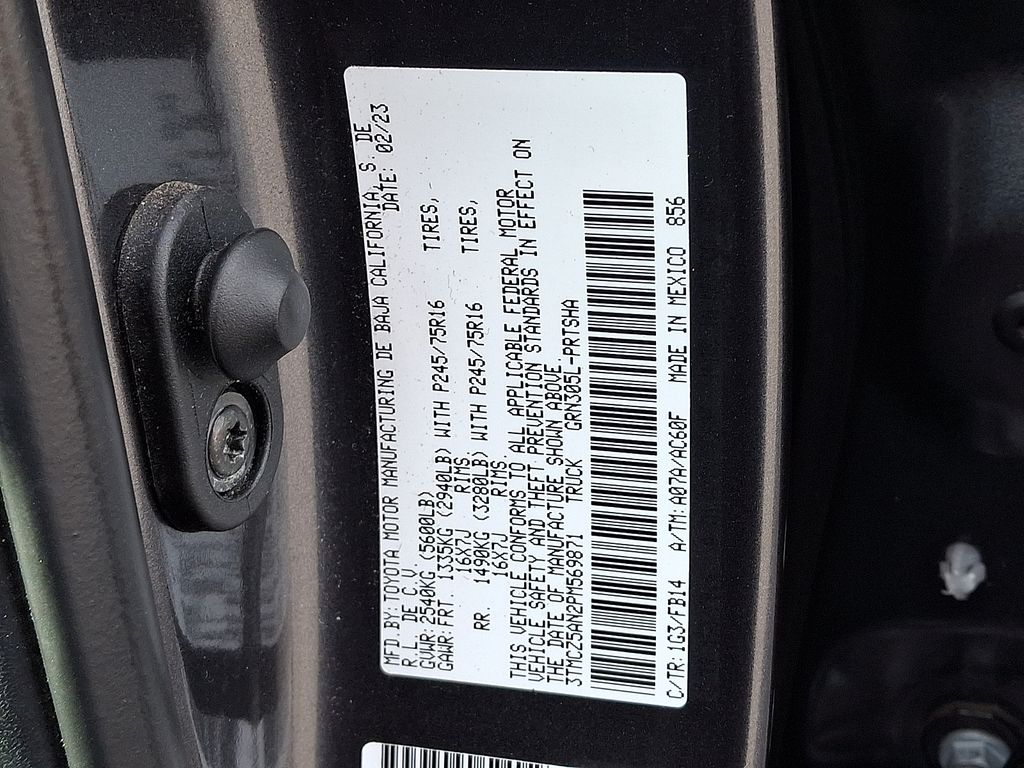 MFD. BY: TOYOTA MOTOR MANUFACTURING DE BAJA CALIFORNIA, S. DE
R. L. DE C. V. DATE: 02/23
GVWR: 2540KG (5600LB)
GAWR: FRT. 1335KG (2940LB) WITH P245/75R16 TIRES,
16X7J RIMS.
RR. 1490KG (3280LB) WITH P245/75R16 TIRES,
16X7J RIMS.
THIS VEHICLE CONFORMS TO ALL APPLICABLE FEDERAL MOTOR
VEHICLE SAFETY AND THEFT PREVENTION STANDARDS IN EFFECT ON
THE DATE OF MANUFACTURE SHOWN ABOVE.
3TMCZ5AN2PM569871 TRUCK GRN305L-PRTSHA
C/TR: 1G3/FB14 A/TM: A07A/AC60F MADE IN MEXICO 856